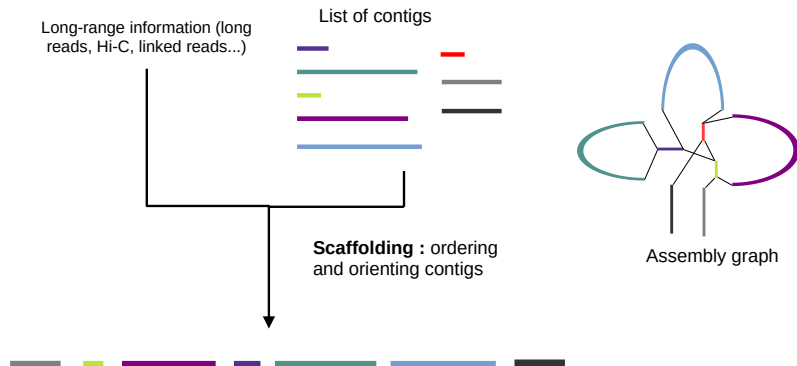 Long-range information (long
reads, Hi-C, linked reads...)
List of contigs
Scaffolding : ordering
and orienting contigs
Assembly graph